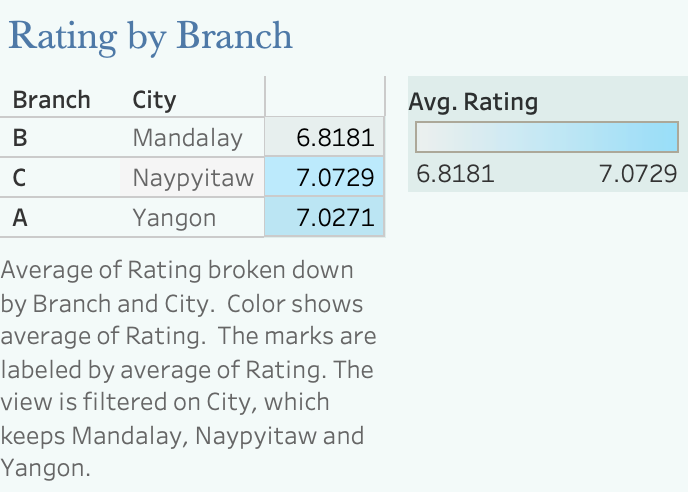 Rating by Branch
Branch City
B Mandalay 6.8181
C Naypyitaw 7.0729
A Yangon 7.0271
Avg. Rating
6.8181 7.0729
Average of Rating broken down
by Branch and City.  Color shows
average of Rating.  The marks are
labeled by average of Rating. The
view is filtered on City, which
keeps Mandalay, Naypyitaw and
Yangon.